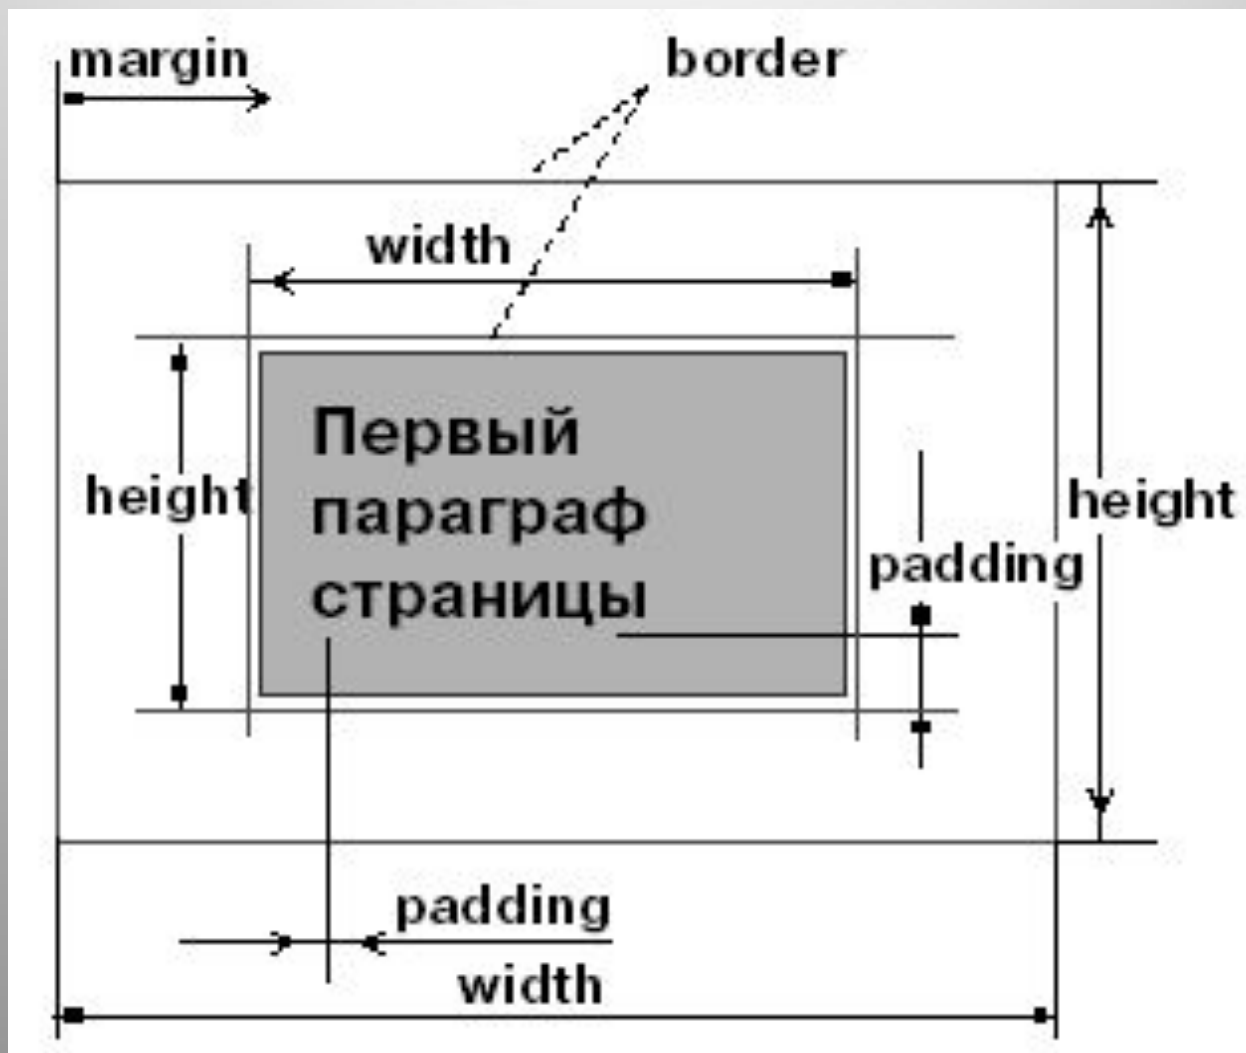 margin
border
width
Первый
параграф
страницы
height
height
padding
padding
width